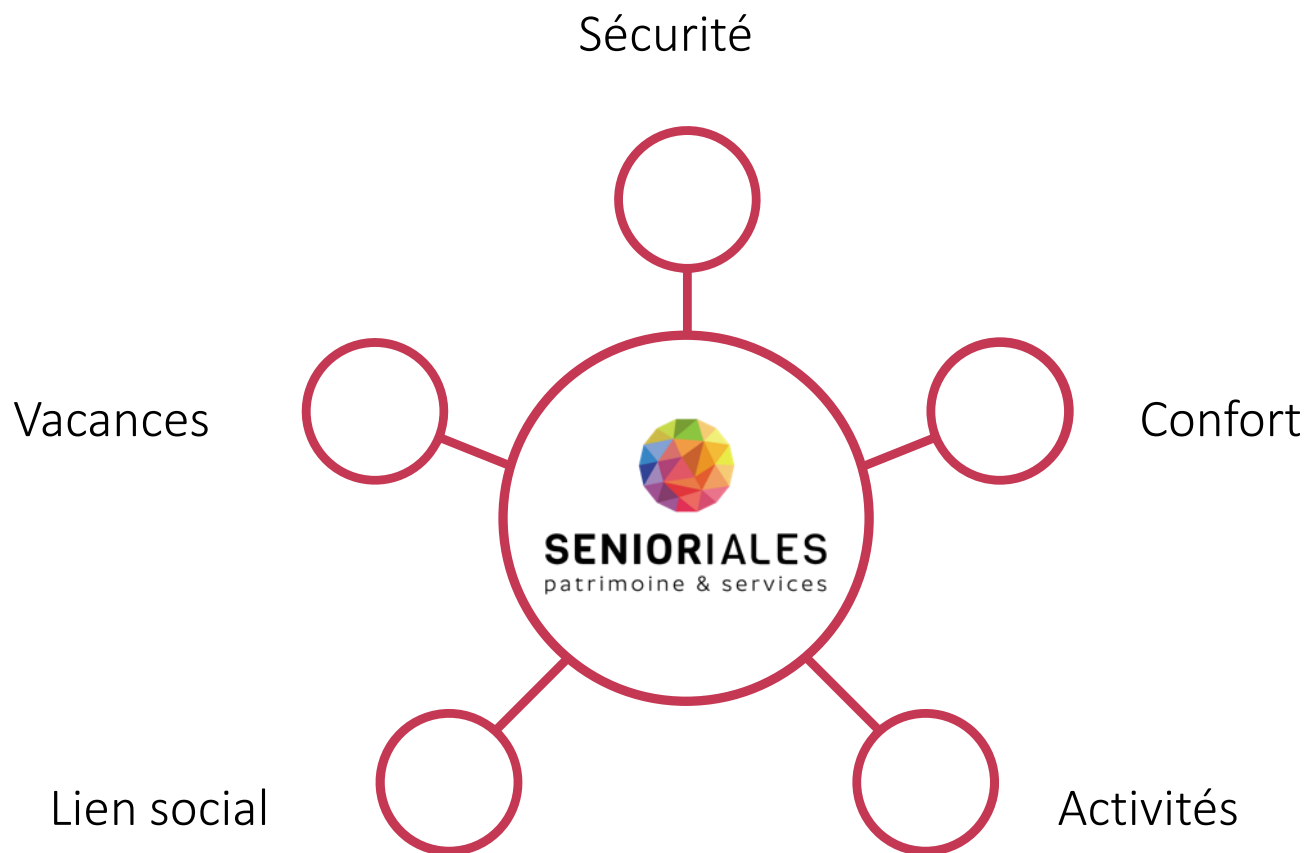 Sécurité
Vacances
Confort
SENIORIALES
patrimoine & services
Lien social
Activités